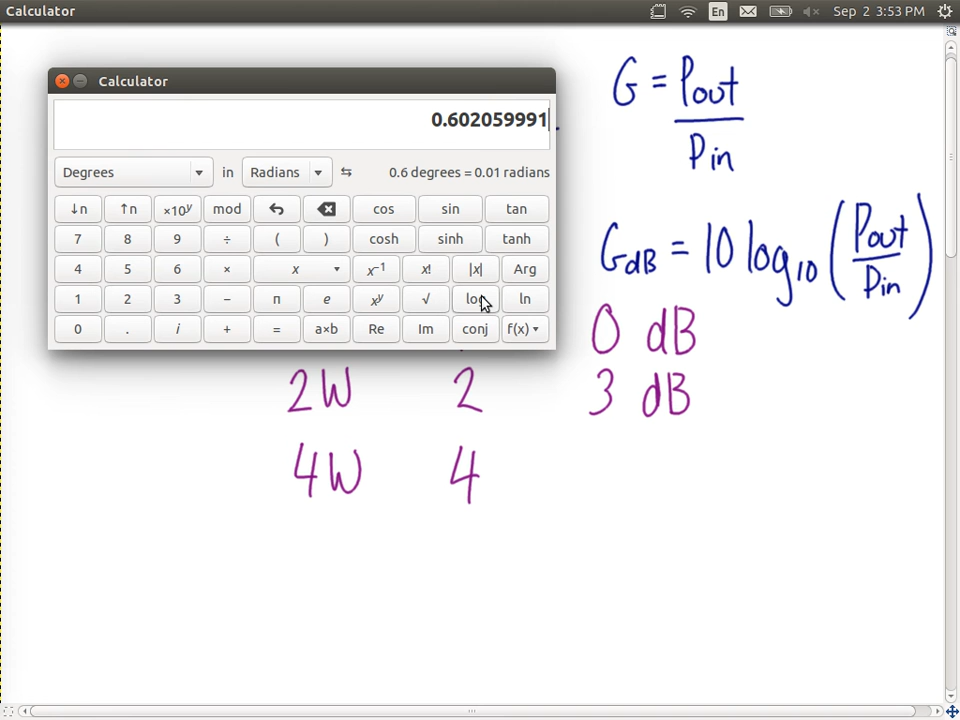 Calculator
En
Sep 2 3:53 PM
Calculator
0.602059991
Degrees in Radians ⇆ 0.6 degrees = 0.01 radians
↓n ↑n ×10ʸ mod cos sin tan
7 8 9 ÷ ( ) cosh sinh tanh
4 5 6 × x x⁻¹ x! |x| Arg
1 2 3 − π e xʸ √ log ln
0 . i + = a×b Re Im conj f(x)
G = Pout
Pin
GdB = 10 log10 (Pout
Pin)
0 dB
2W 2 3 dB
4W 4